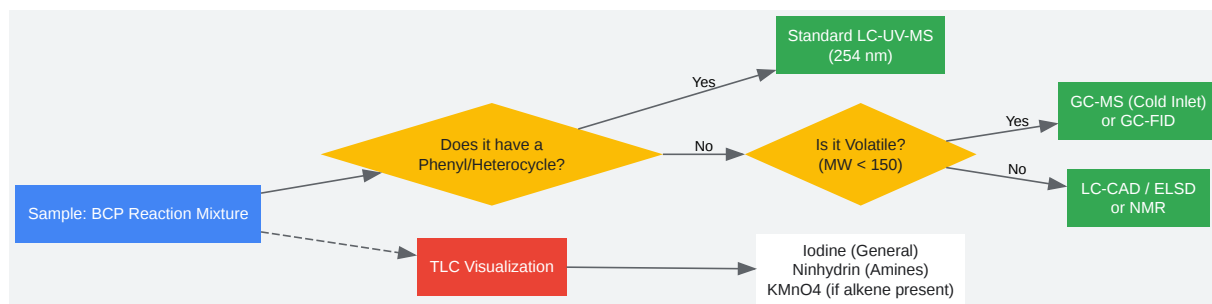 Standard LC-UV-MS
(254 nm)
Yes
GC-MS (Cold Inlet)
or GC-FID
Yes
Does it have a
Phenyl/Heterocycle?
No
Is it Volatile?
(MW < 150)
No
LC-CAD / ELSD
or NMR
Sample: BCP Reaction Mixture
TLC Visualization
Iodine (General)
Ninhydrin (Amines)
KMnO4 (if alkene present)